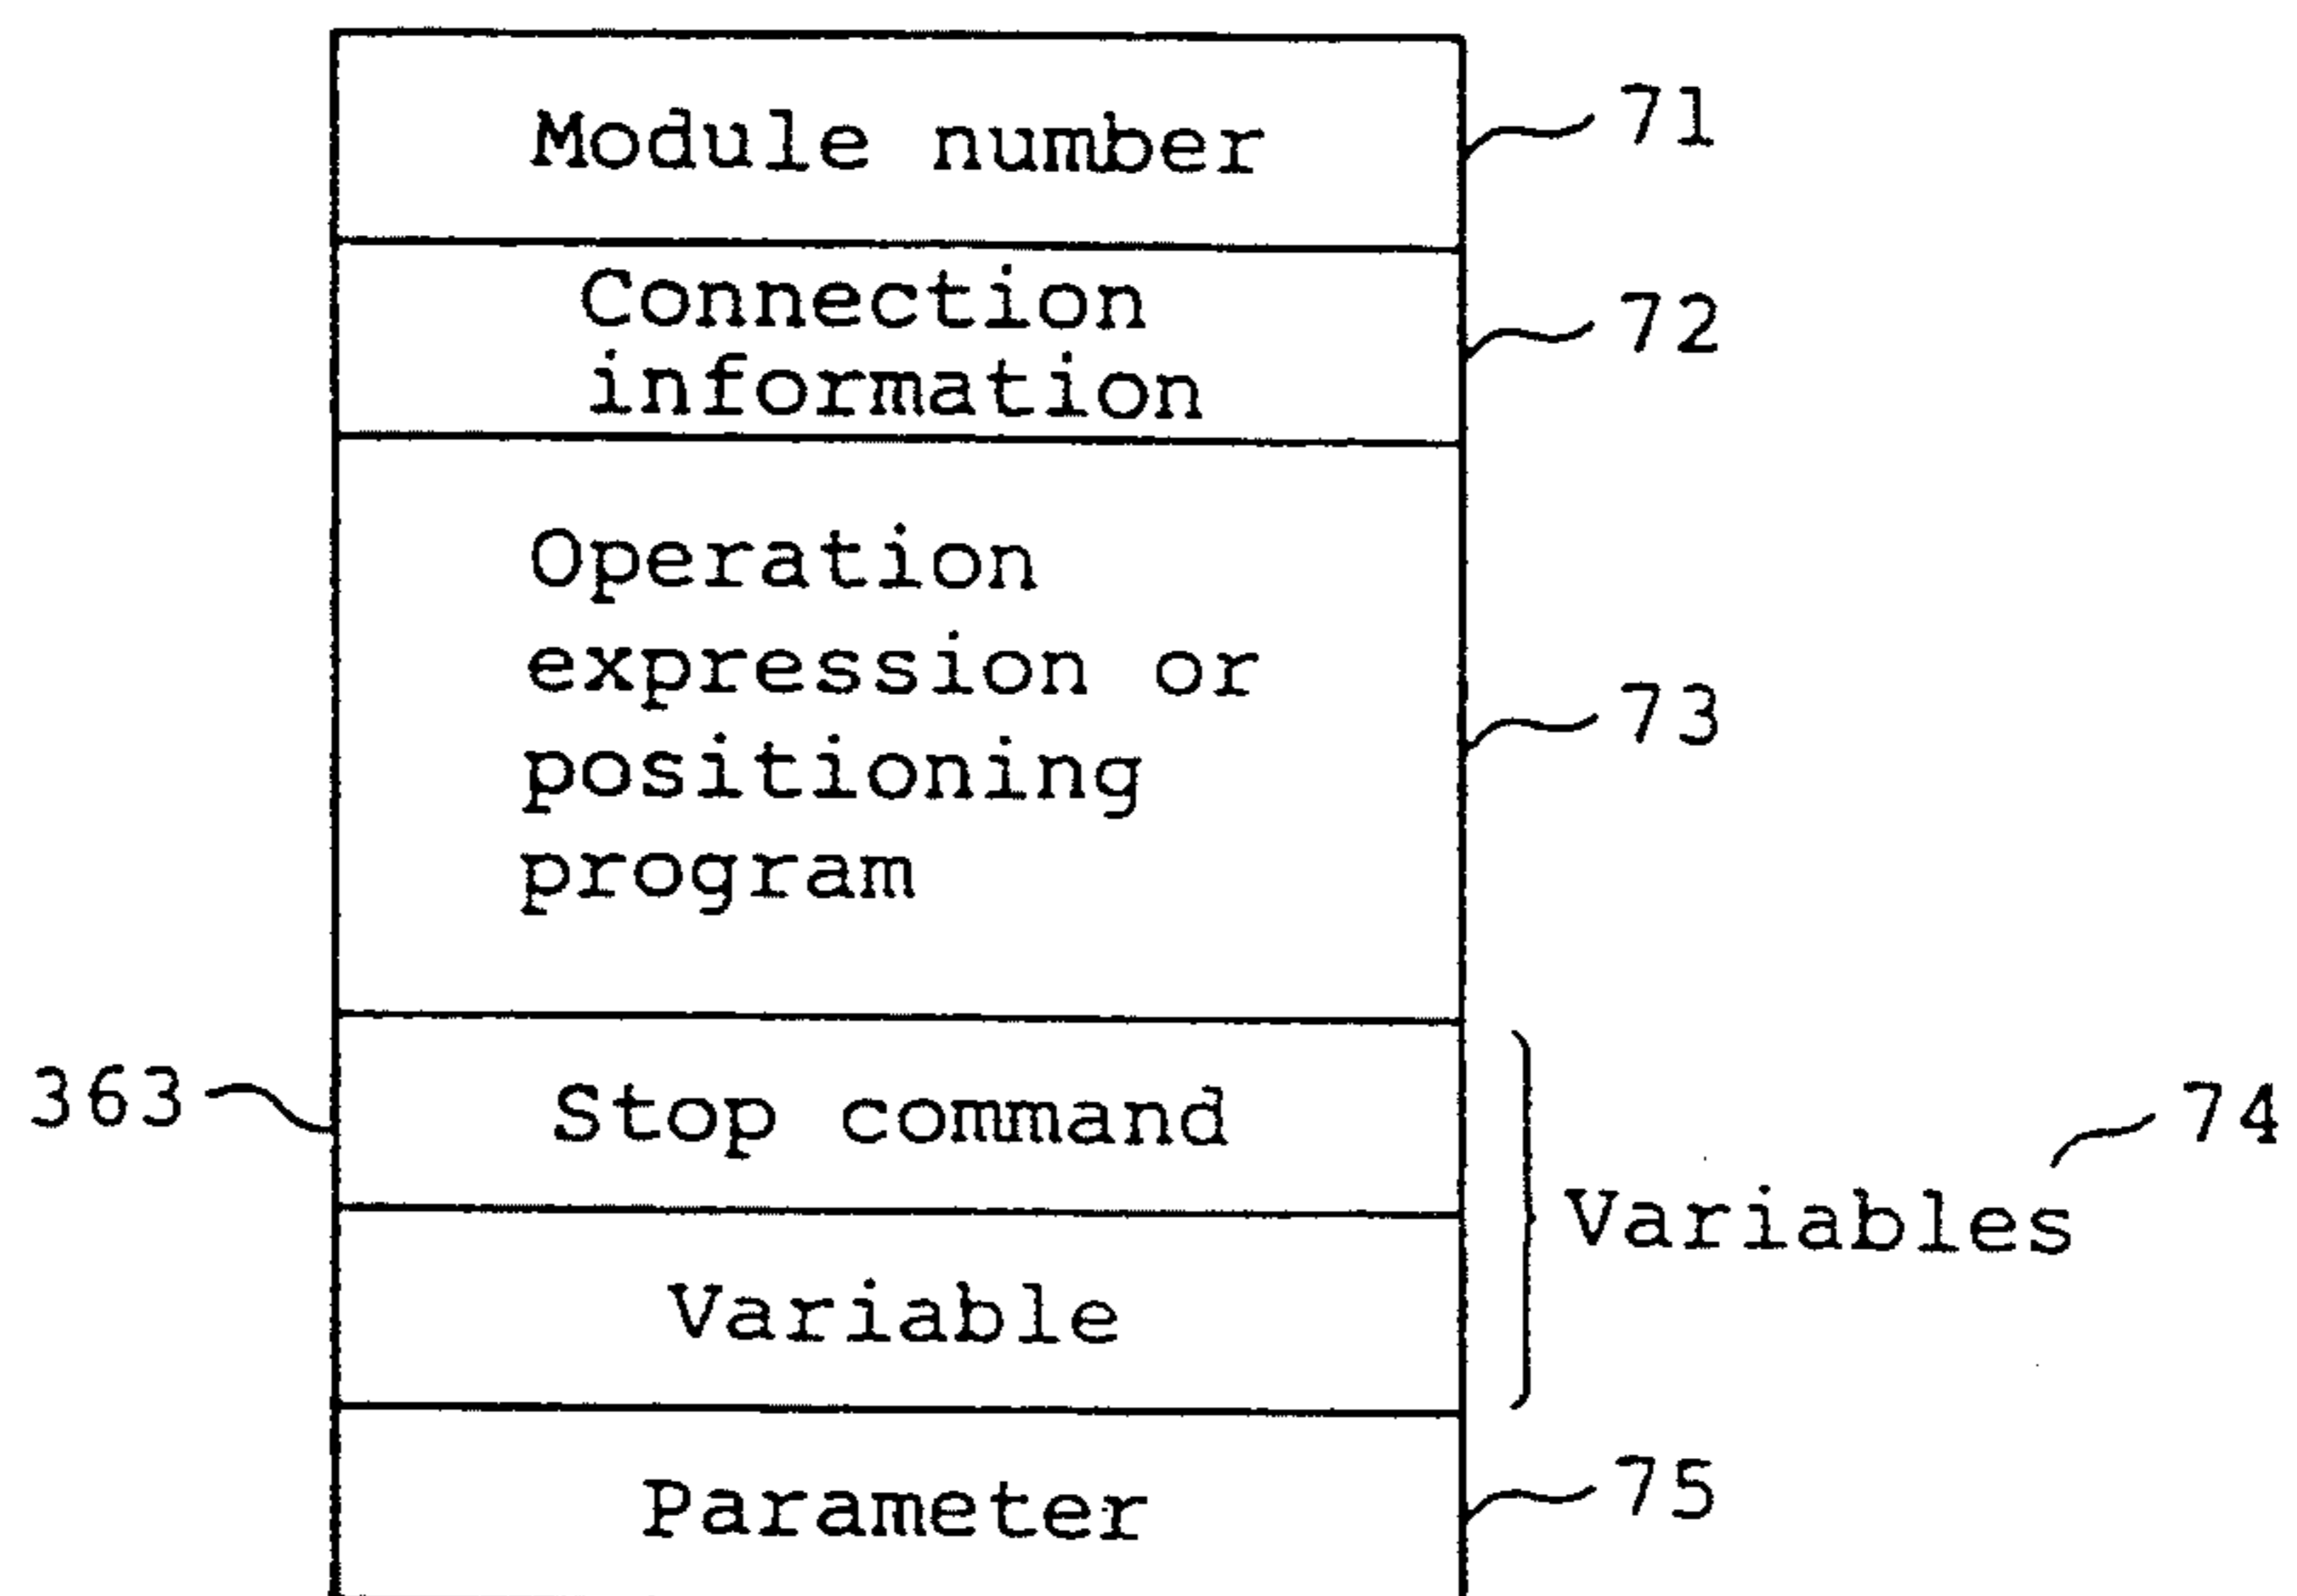 Module number
71
Connection
information
72
Operation
expression or
positioning
program
73
363
Stop command
74
Variables
Variable
Parameter
75